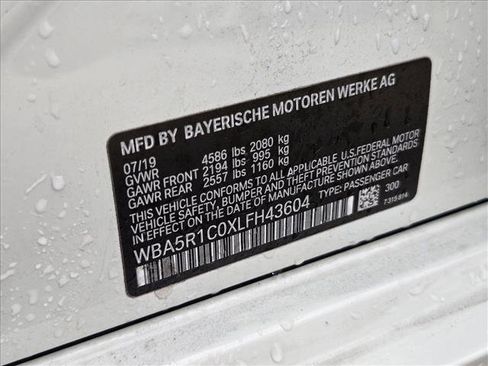 MFD BY BAYERISCHE MOTOREN WERKE AG
07/19
GVWR 4586 lbs 2080 kg
GAWR FRONT 2194 lbs 995 kg
GAWR REAR 2557 lbs 1160 kg
THIS VEHICLE CONFORMS TO ALL APPLICABLE U.S.FEDERAL MOTOR
VEHICLE SAFETY, BUMPER AND THEFT PREVENTION STANDARDS IN
EFFECT ON THE DATE OF MANUFACTURE SHOWN ABOVE.
WBA5R1C0XLFH43604 TYPE: PASSENGER CAR
300
7315814